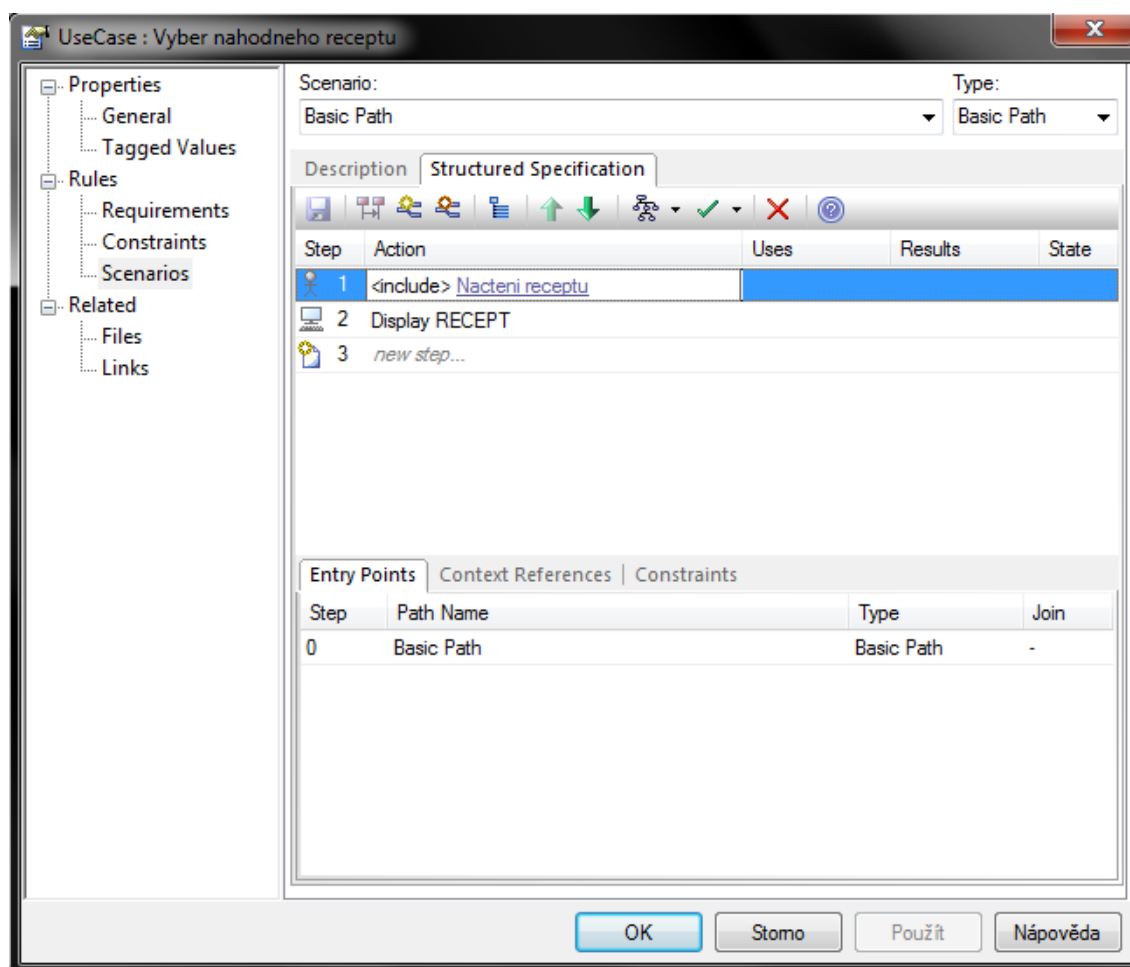 UseCase : Vyber nahodneho receptu
Properties
General
Tagged Values
Rules
Requirements
Constraints
Scenarios
Related
Files
Links
Scenario: Type:
Basic Path Basic Path
Description Structured Specification
Step Action Uses Results State
1 <include> Nacteni receptu
2 Display RECEPT
3 new step...
Entry Points Context References | Constraints
Step Path Name Type Join
0 Basic Path Basic Path -
OK Storno Použít Nápověda